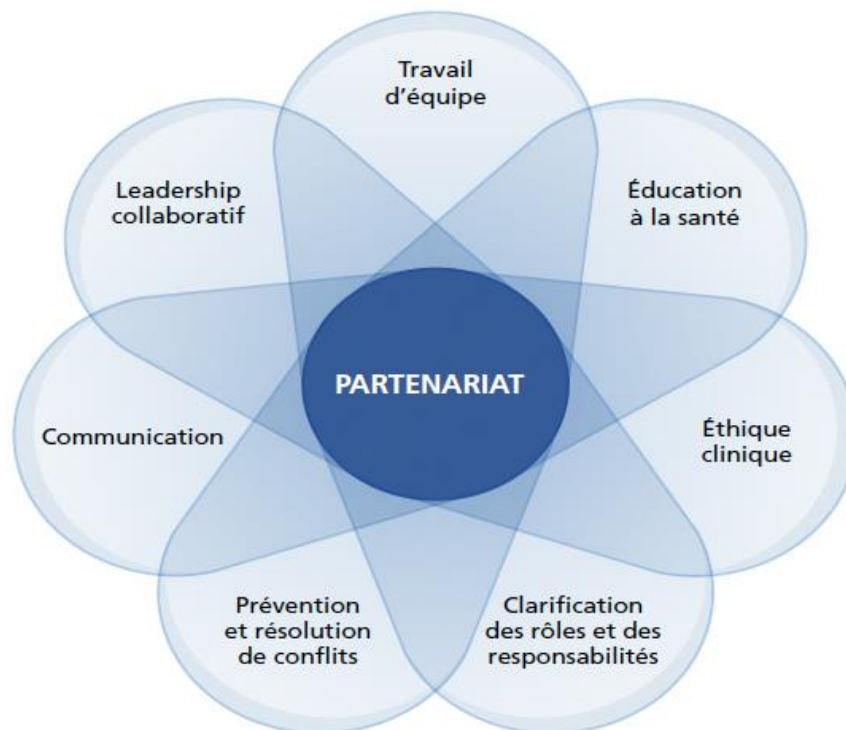 Travail
d’équipe
Leadership
collaboratif
Éducation
à la santé
PARTENARIAT
Communication
Éthique
clinique
Prévention
et résolution
de conflits
Clarification
des rôles et des
responsabilités